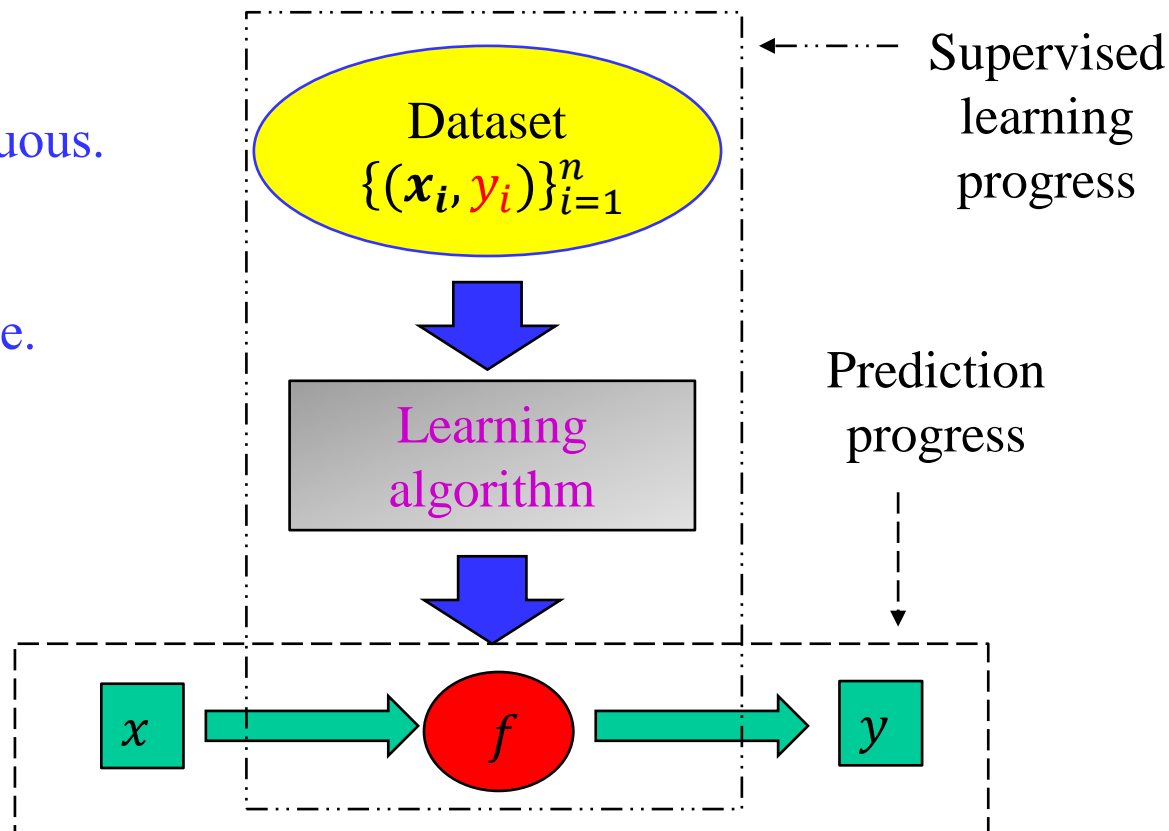 uous.
e.
Dataset
{(𝒙ᵢ, yᵢ)}ⁿᵢ₌₁
Supervised
learning
progress
Learning
algorithm
Prediction
progress
x
f
y